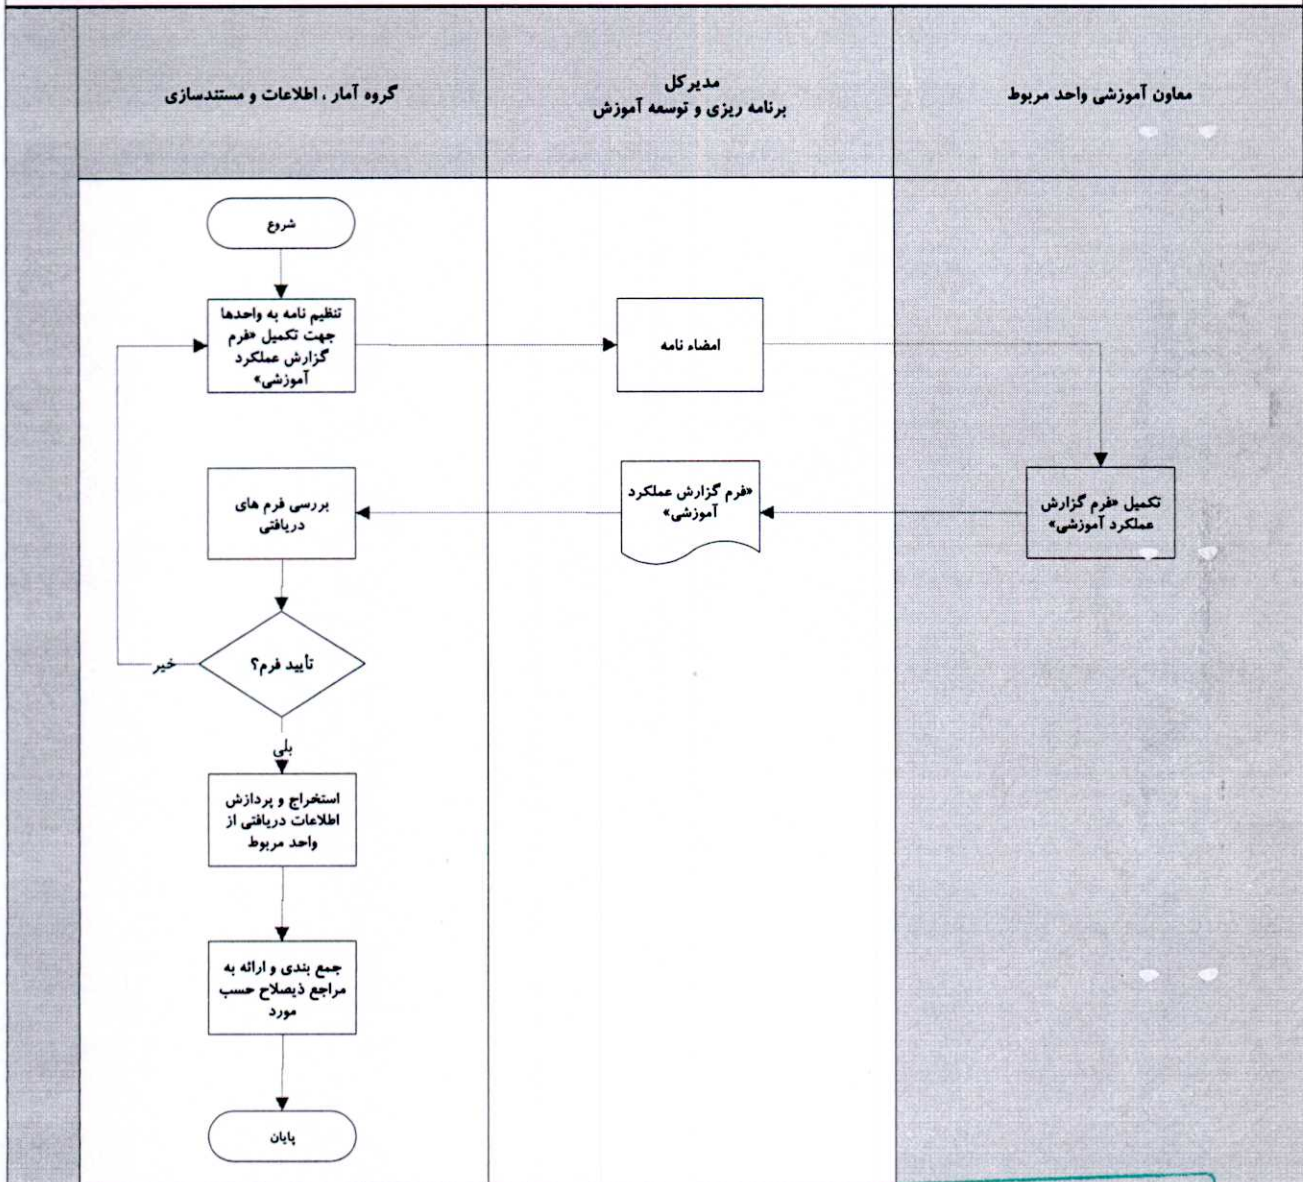 معاون آموزشی واحد مربوط
مدیرکل
برنامه ریزی و توسعه آموزش
گروه آمار ، اطلاعات و مستندسازی
شروع
تنظیم نامه به واحدها
جهت تکمیل «فرم
گزارش عملکرد
آموزشی»
امضاء نامه
تکمیل «فرم گزارش
عملکرد آموزشی»
«فرم گزارش عملکرد
آموزشی»
بررسی فرم های
دریافتی
تأیید فرم؟
خیر
بلی
استخراج و پردازش
اطلاعات دریافتی از
واحد مربوط
جمع بندی و ارائه به
مراجع ذیصلاح حسب
مورد
پایان